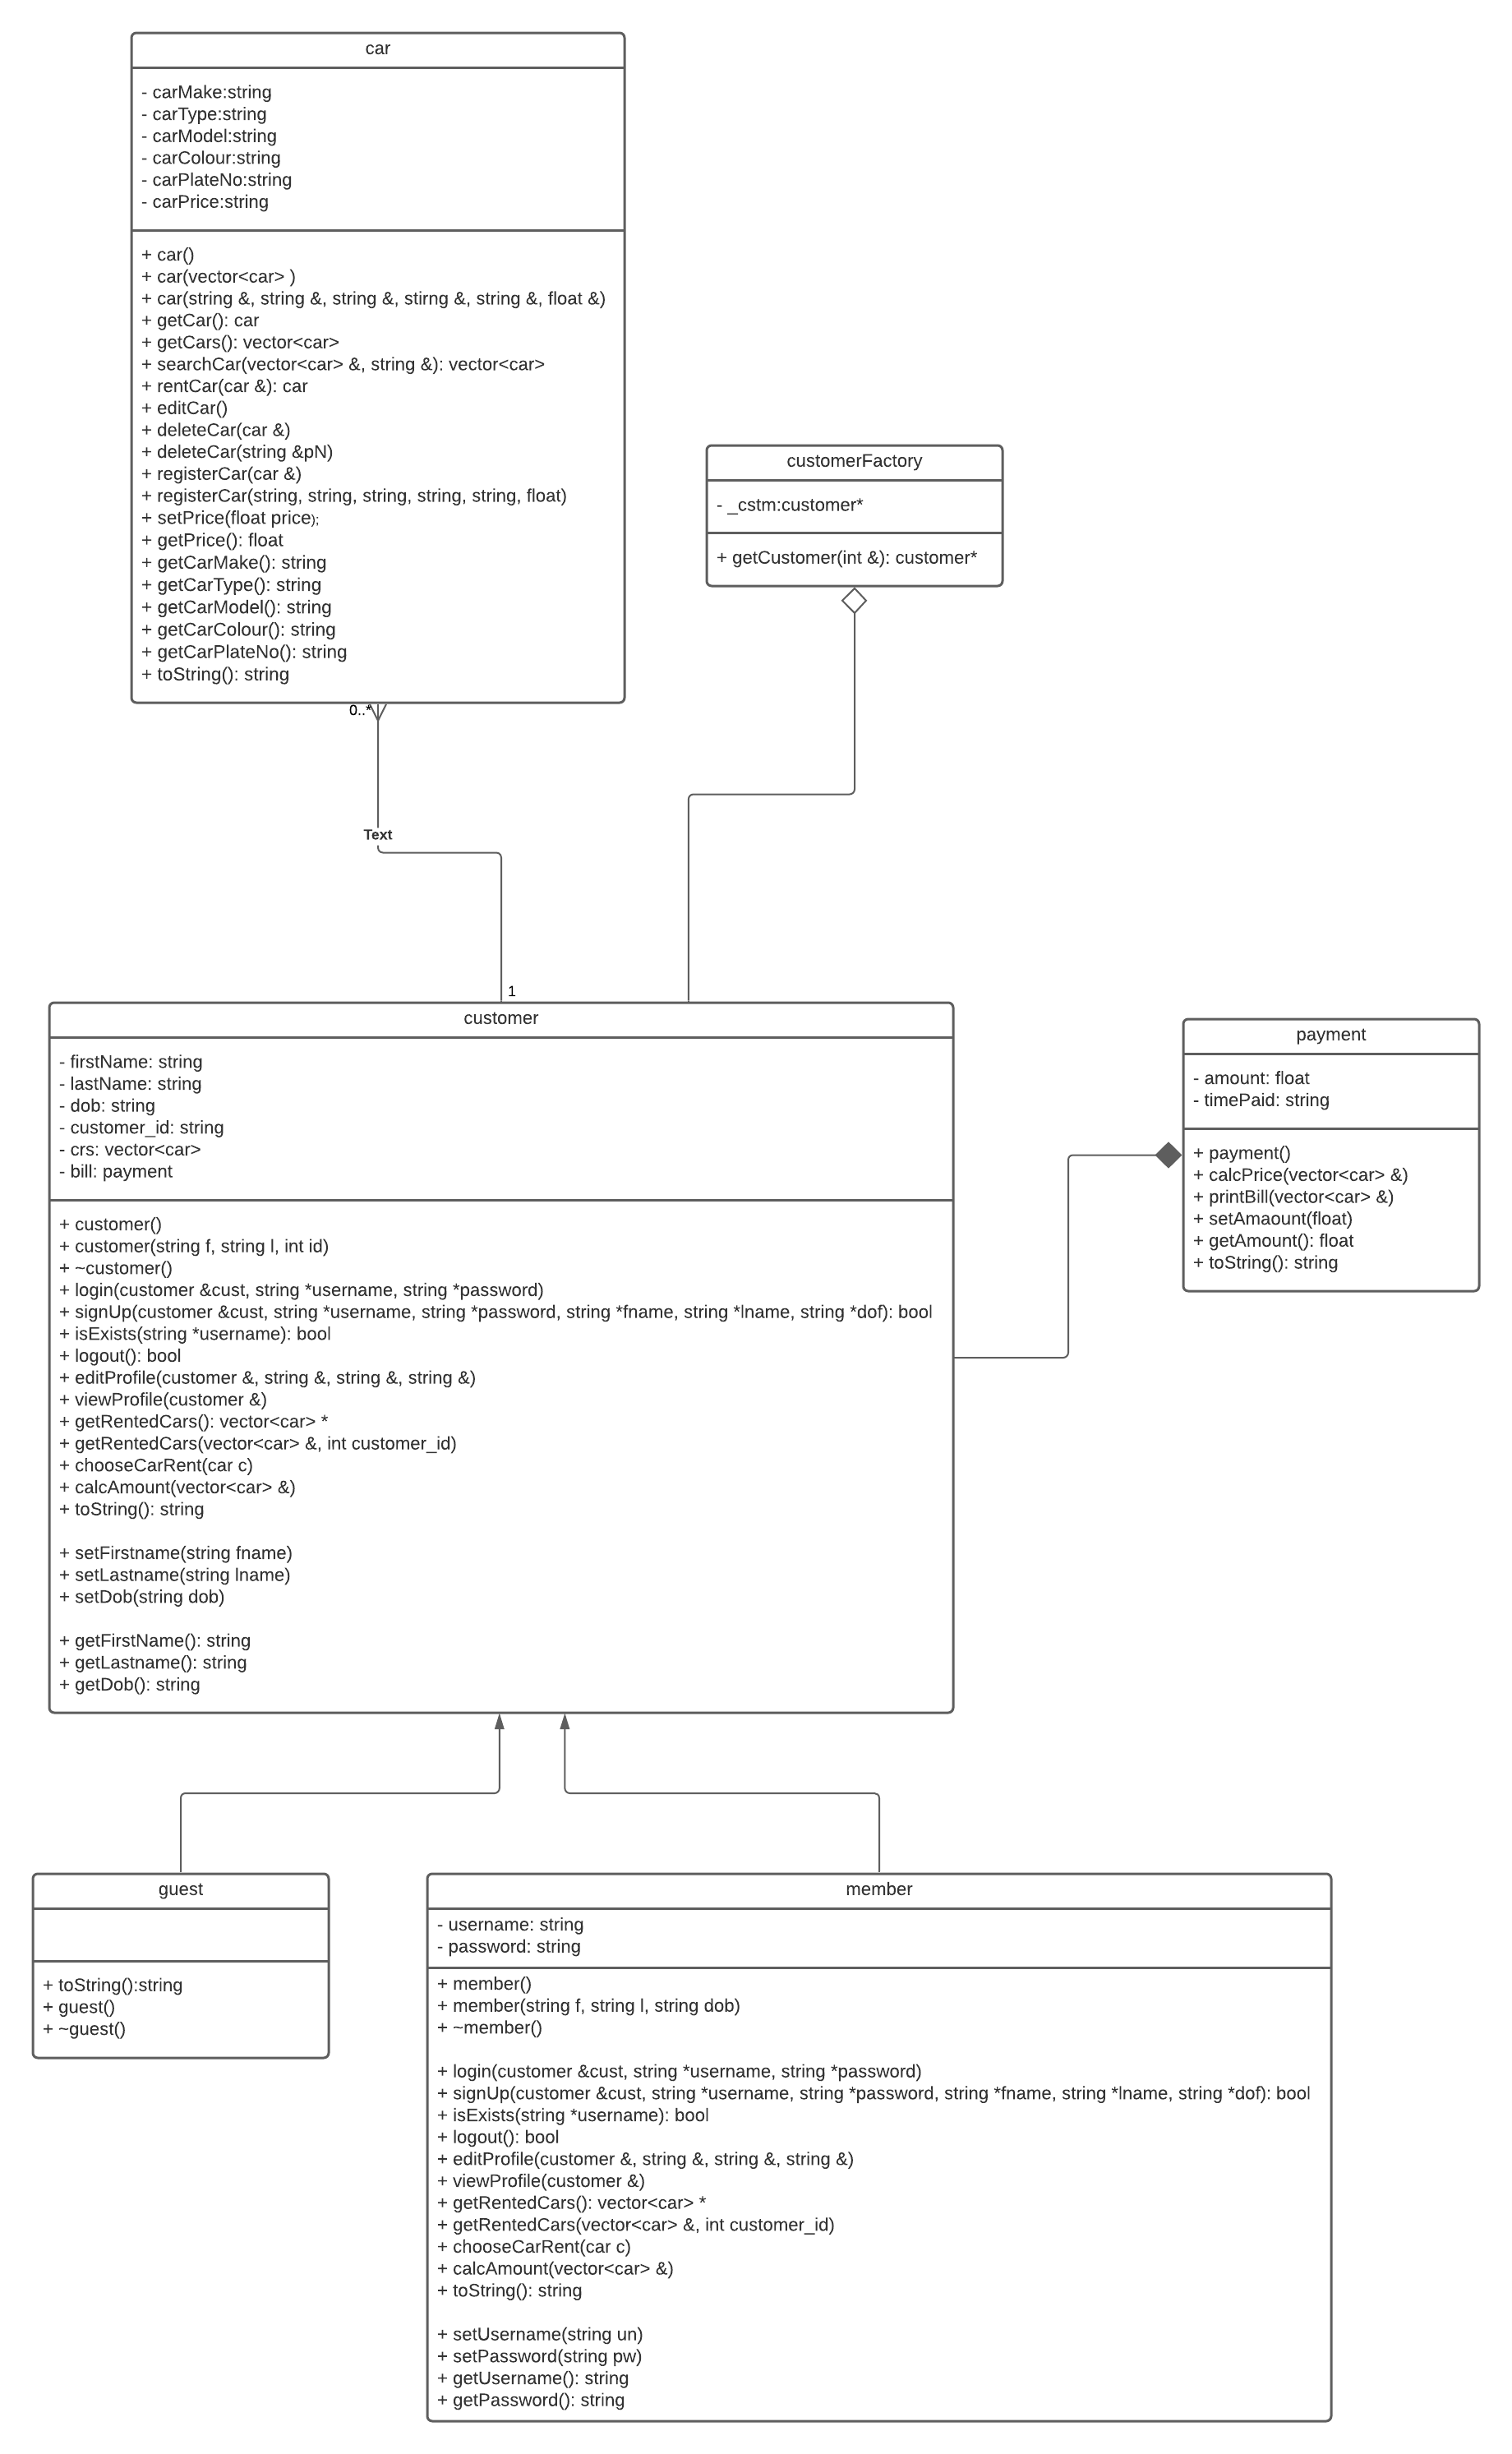 car
- carMake:string
- carType:string
- carModel:string
- carColour:string
- carPlateNo:string
- carPrice:string
+ car()
+ car(vector<car> )
+ car(string &, string &, string &, stirng &, string &, float &)
+ getCar(): car
+ getCars(): vector<car>
+ searchCar(vector<car> &, string &): vector<car>
+ rentCar(car &): car
+ editCar()
+ deleteCar(car &)
+ deleteCar(string &pN)
+ registerCar(car &)
+ registerCar(string, string, string, string, string, float)
+ setPrice(float price);
+ getPrice(): float
+ getCarMake(): string
+ getCarType(): string
+ getCarModel(): string
+ getCarColour(): string
+ getCarPlateNo(): string
+ toString(): string
customerFactory
- _cstm:customer*
+ getCustomer(int &): customer*
0..*
Text
1
customer
- firstName: string
- lastName: string
- dob: string
- customer_id: string
- crs: vector<car>
- bill: payment
+ customer()
+ customer(string f, string l, int id)
+ ~customer()
+ login(customer &cust, string *username, string *password)
+ signUp(customer &cust, string *username, string *password, string *fname, string *lname, string *dof): bool
+ isExists(string *username): bool
+ logout(): bool
+ editProfile(customer &, string &, string &, string &)
+ viewProfile(customer &)
+ getRentedCars(): vector<car> *
+ getRentedCars(vector<car> &, int customer_id)
+ chooseCarRent(car c)
+ calcAmount(vector<car> &)
+ toString(): string
+ setFirstname(string fname)
+ setLastname(string lname)
+ setDob(string dob)
+ getFirstName(): string
+ getLastname(): string
+ getDob(): string
payment
- amount: float
- timePaid: string
+ payment()
+ calcPrice(vector<car> &)
+ printBill(vector<car> &)
+ setAmaount(float)
+ getAmount(): float
+ toString(): string
guest
+ toString():string
+ guest()
+ ~guest()
member
- username: string
- password: string
+ member()
+ member(string f, string l, string dob)
+ ~member()
+ login(customer &cust, string *username, string *password)
+ signUp(customer &cust, string *username, string *password, string *fname, string *lname, string *dof): bool
+ isExists(string *username): bool
+ logout(): bool
+ editProfile(customer &, string &, string &, string &)
+ viewProfile(customer &)
+ getRentedCars(): vector<car> *
+ getRentedCars(vector<car> &, int customer_id)
+ chooseCarRent(car c)
+ calcAmount(vector<car> &)
+ toString(): string
+ setUsername(string un)
+ setPassword(string pw)
+ getUsername(): string
+ getPassword(): string